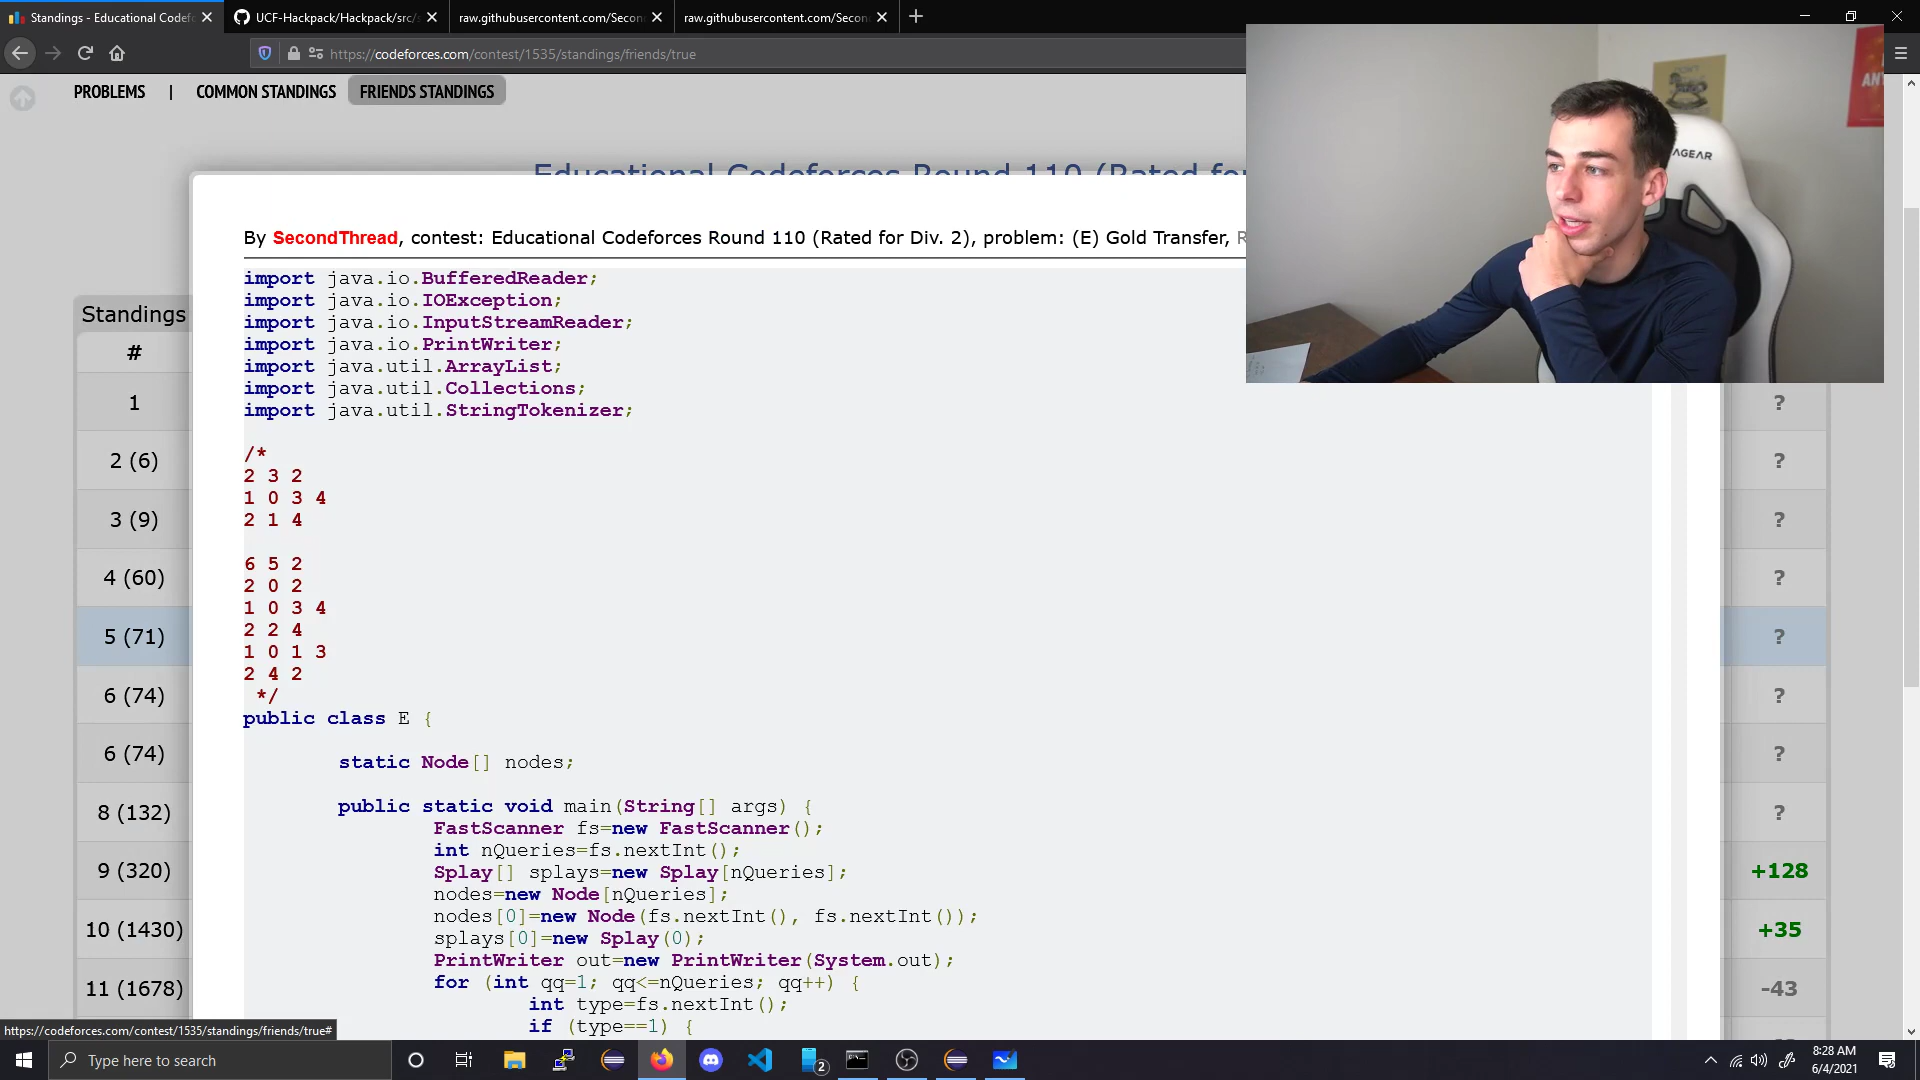 Standings - Educational Codefo
UCF-Hackpack/Hackpack/src/s
raw.githubusercontent.com/Secon
raw.githubusercontent.com/Secon
https://codeforces.com/contest/1535/standings/friends/true
PROBLEMS | COMMON STANDINGS FRIENDS STANDINGS
Educational Codeforces Round 110 (Rated for
By SecondThread, contest: Educational Codeforces Round 110 (Rated for Div. 2), problem: (E) Gold Transfer,
AGEAR
Standings
#
1 ?
2 (6) ?
3 (9) ?
4 (60) ?
5 (71) ?
6 (74) ?
6 (74) ?
8 (132) ?
9 (320) +128
10 (1430) +35
11 (1678) -43
import java.io.BufferedReader;
import java.io.IOException;
import java.io.InputStreamReader;
import java.io.PrintWriter;
import java.util.ArrayList;
import java.util.Collections;
import java.util.StringTokenizer;
/*
2 3 2
1 0 3 4
2 1 4
6 5 2
2 0 2
1 0 3 4
2 2 4
1 0 1 3
2 4 2
*/
public class E {
static Node[] nodes;
public static void main(String[] args) {
FastScanner fs=new FastScanner();
int nQueries=fs.nextInt();
Splay[] splays=new Splay[nQueries];
nodes=new Node[nQueries];
nodes[0]=new Node(fs.nextInt(), fs.nextInt());
splays[0]=new Splay(0);
PrintWriter out=new PrintWriter(System.out);
for (int qq=1; qq<=nQueries; qq++) {
int type=fs.nextInt();
if (type==1) {
https://codeforces.com/contest/1535/standings/friends/true#
Type here to search
2
8:28 AM
6/4/2021